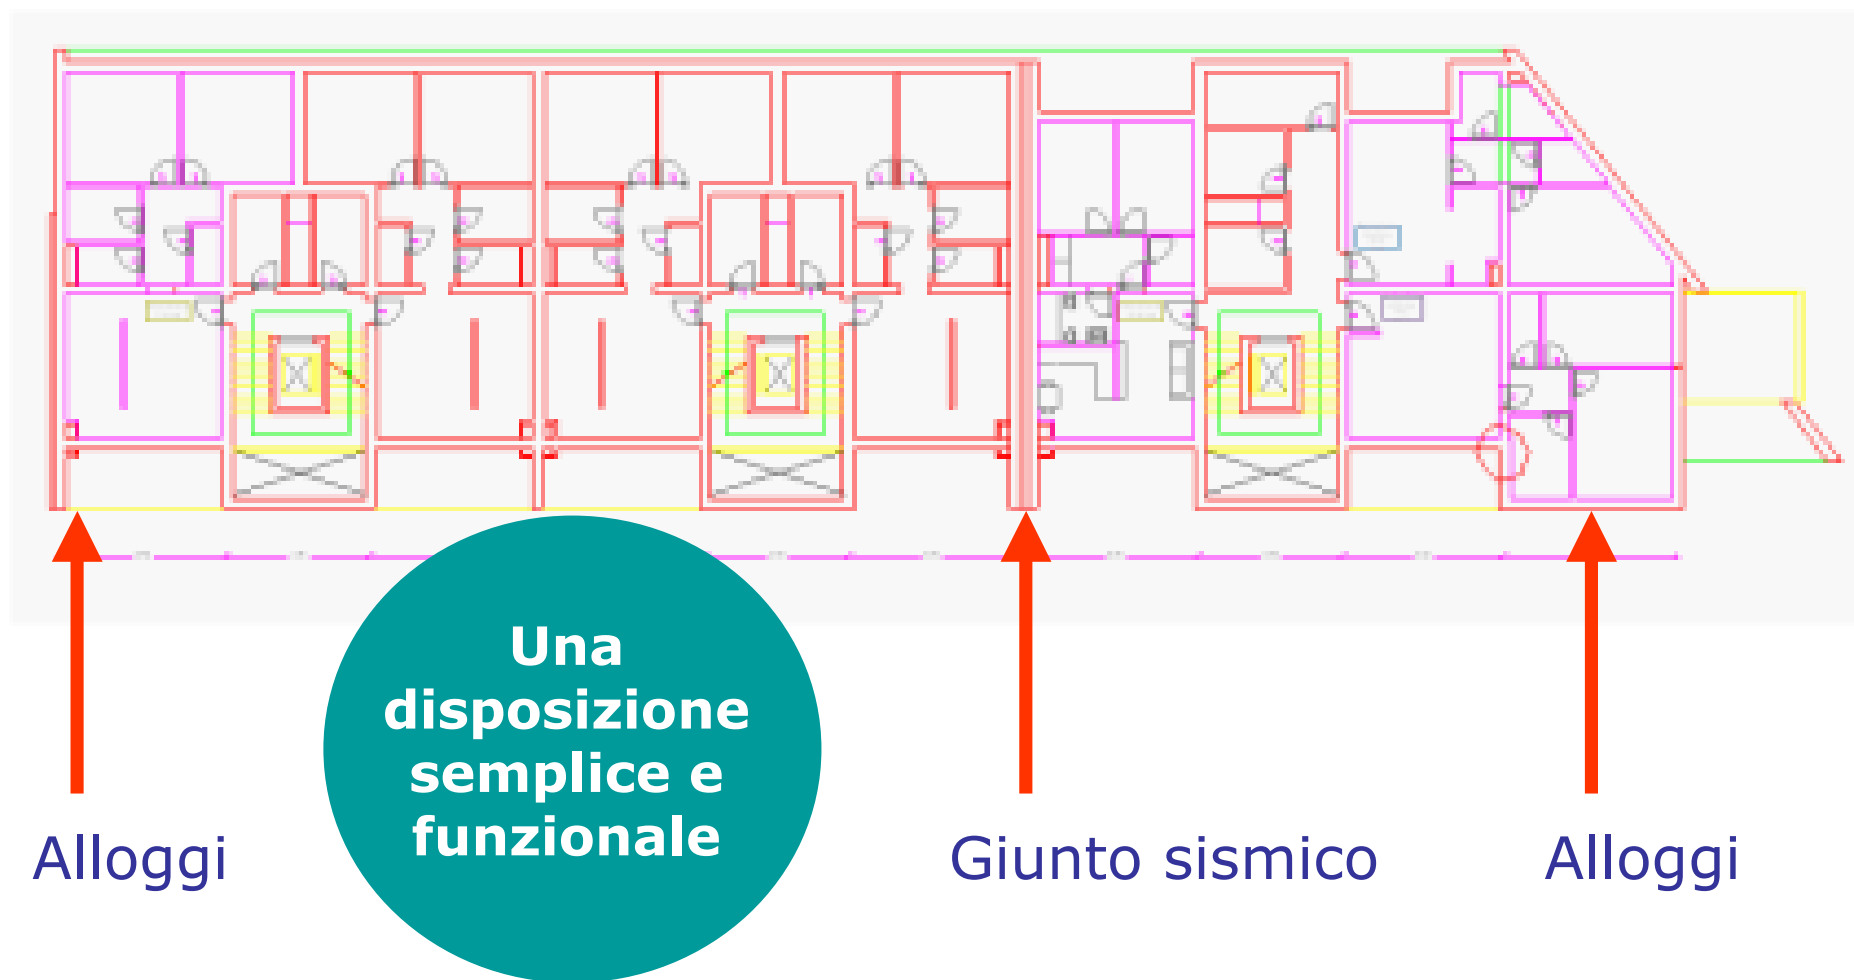 Una
disposizione
semplice e
funzionale
Alloggi
Giunto sismico
Alloggi